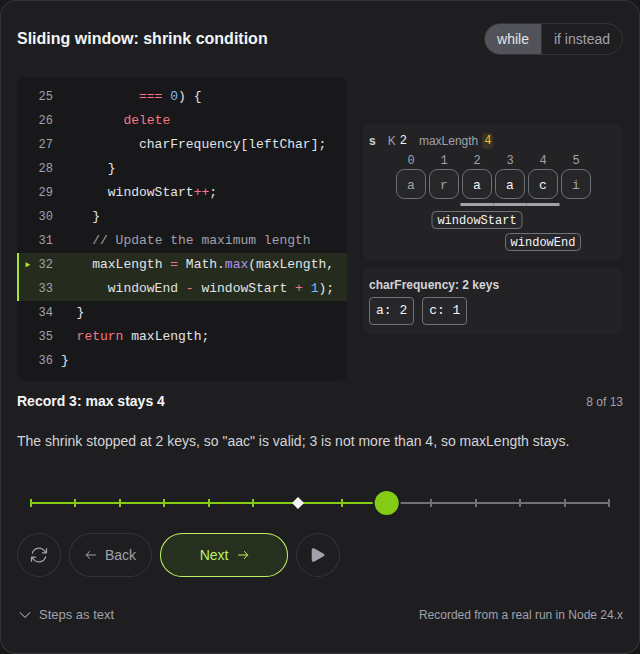 Sliding window: shrink condition
while
if instead
25 === 0) {
26 delete
27 charFrequency[leftChar];
28 }
29 windowStart++;
30 }
31 // Update the maximum length
32 maxLength = Math.max(maxLength,
33 windowEnd - windowStart + 1);
34 }
35 return maxLength;
36 }
s K 2 maxLength 4
0 1 2 3 4 5
a r a a c i
windowStart
windowEnd
charFrequency: 2 keys
a: 2 c: 1
Record 3: max stays 4
8 of 13
The shrink stopped at 2 keys, so "aac" is valid; 3 is not more than 4, so maxLength stays.
Back
Next
Steps as text
Recorded from a real run in Node 24.x